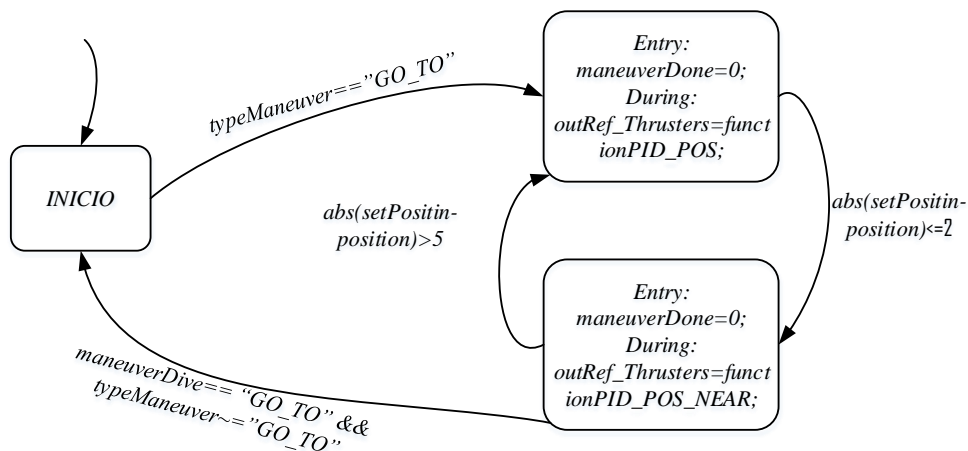 Entry:
maneuverDone=0;
During:
outRef_Thrusters=funct
ionPID_POS;
typeManeuver==”GO_TO”
INICIO
abs(setPositin-
position)>5
abs(setPositin-
position)<=2
Entry:
maneuverDone=0;
During:
outRef_Thrusters=funct
ionPID_POS_NEAR;
maneuverDive== “GO_TO” &&
typeManeuver~=”GO_TO”